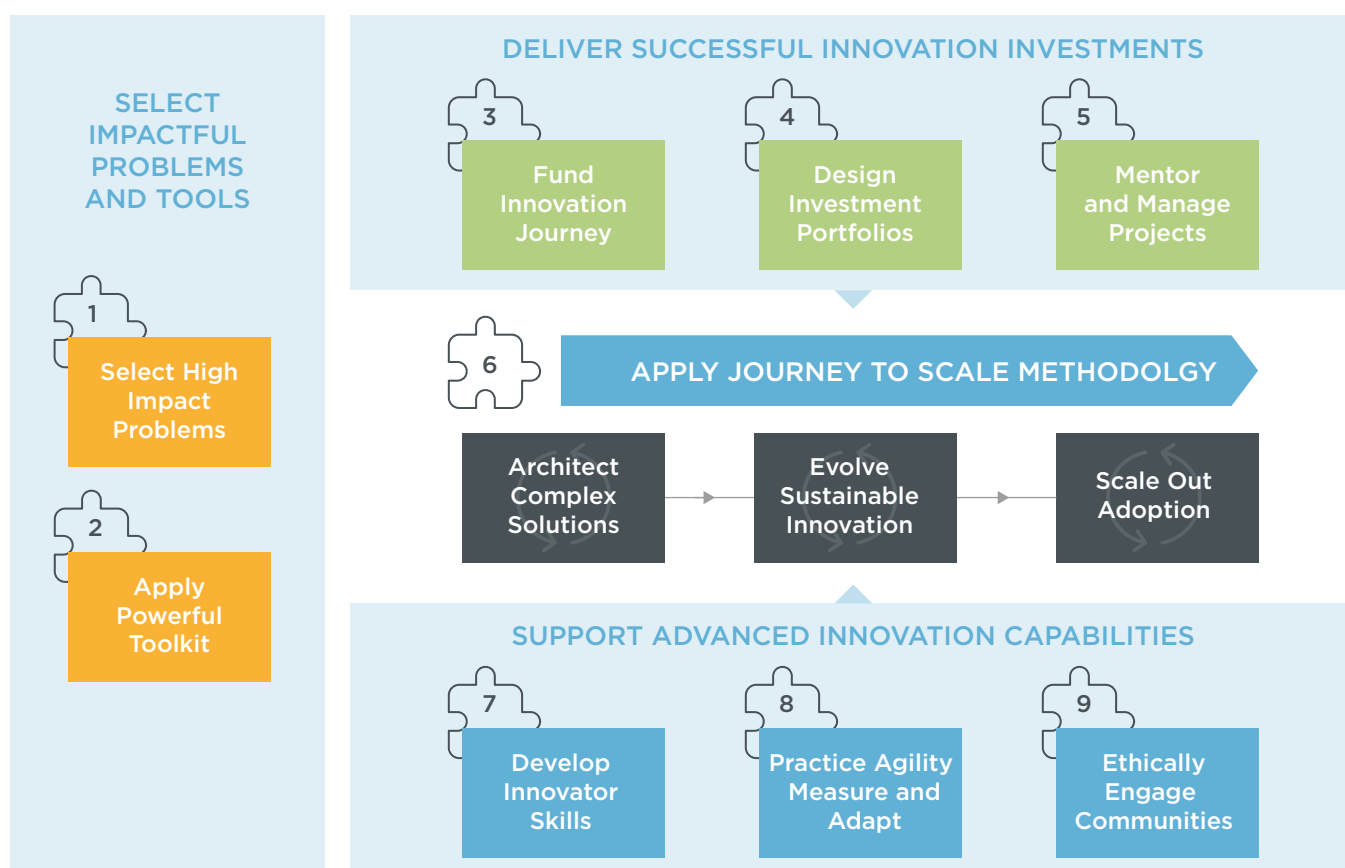 SELECT
IMPACTFUL
PROBLEMS
AND TOOLS
1
Select High
Impact
Problems
2
Apply
Powerful
Toolkit
DELIVER SUCCESSFUL INNOVATION INVESTMENTS
3
Fund
Innovation
Journey
4
Design
Investment
Portfolios
5
Mentor
and Manage
Projects
6
APPLY JOURNEY TO SCALE METHODOLGY
Architect
Complex
Solutions
Evolve
Sustainable
Innovation
Scale Out
Adoption
SUPPORT ADVANCED INNOVATION CAPABILITIES
7
Develop
Innovator
Skills
8
Practice Agility
Measure and
Adapt
9
Ethically
Engage
Communities